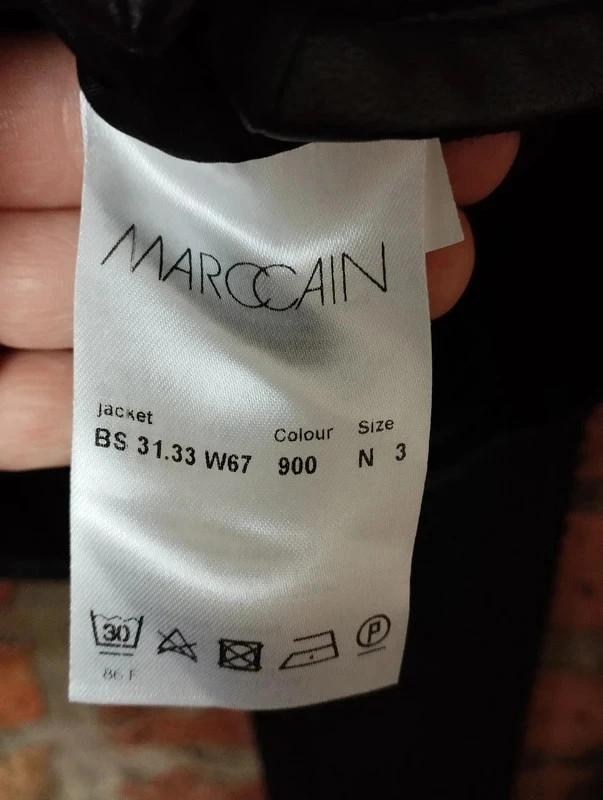 MARCCAIN
jacket
Colour
Size
BS 31.33 W67
900
N 3
30
P
86 F